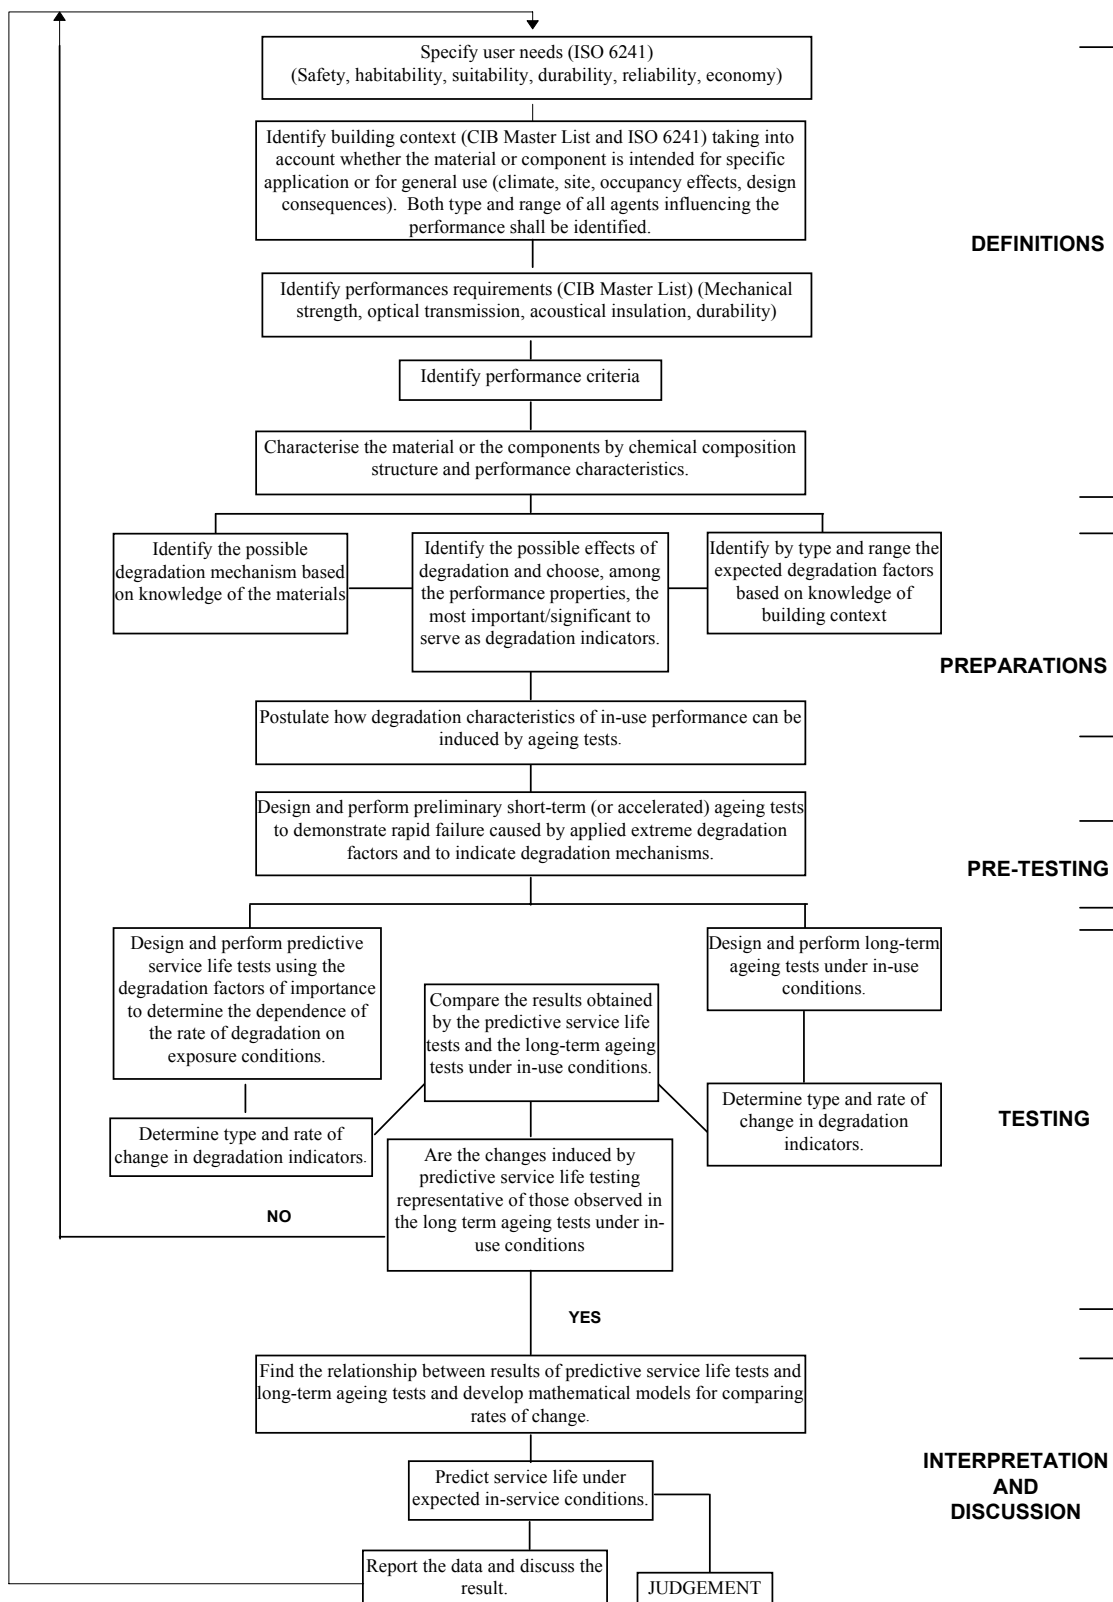 Specify user needs (ISO 6241)
(Safety, habitability, suitability, durability, reliability, economy)
Identify building context (CIB Master List and ISO 6241) taking into
account whether the material or component is intended for specific
application or for general use (climate, site, occupancy effects, design
consequences). Both type and range of all agents influencing the
performance shall be identified.
DEFINITIONS
Identify performances requirements (CIB Master List) (Mechanical
strength, optical transmission, acoustical insulation, durability)
Identify performance criteria
Characterise the material or the components by chemical composition
structure and performance characteristics.
Identify the possible
degradation mechanism based
on knowledge of the materials
Identify the possible effects of
degradation and choose, among
the performance properties, the
most important/significant to
serve as degradation indicators.
Identify by type and range the
expected degradation factors
based on knowledge of
building context
PREPARATIONS
Postulate how degradation characteristics of in-use performance can be
induced by ageing tests.
Design and perform preliminary short-term (or accelerated) ageing tests
to demonstrate rapid failure caused by applied extreme degradation
factors and to indicate degradation mechanisms.
PRE-TESTING
Design and perform predictive
service life tests using the
degradation factors of importance
to determine the dependence of
the rate of degradation on
exposure conditions.
Compare the results obtained
by the predictive service life
tests and the long-term ageing
tests under in-use conditions.
Design and perform long-term
ageing tests under in-use
conditions.
Determine type and rate of
change in degradation indicators.
Determine type and rate of
change in degradation
indicators.
TESTING
Are the changes induced by
predictive service life testing
representative of those observed in
the long term ageing tests under in-
use conditions
NO
YES
Find the relationship between results of predictive service life tests and
long-term ageing tests and develop mathematical models for comparing
rates of change.
INTERPRETATION
AND
DISCUSSION
Predict service life under
expected in-service conditions.
Report the data and discuss the
result.
JUDGEMENT